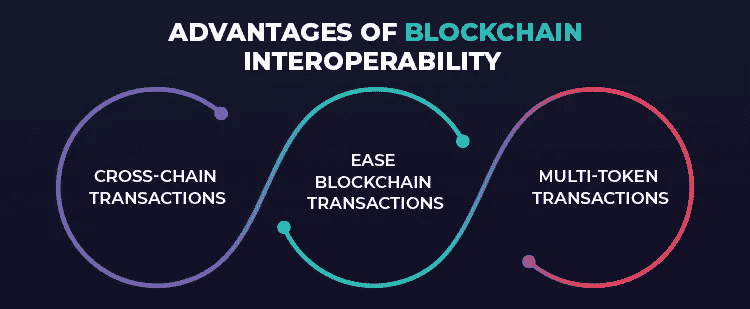 ADVANTAGES OF BLOCKCHAIN
INTEROPERABILITY
CROSS-CHAIN
TRANSACTIONS
EASE
BLOCKCHAIN
TRANSACTIONS
MULTI-TOKEN
TRANSACTIONS